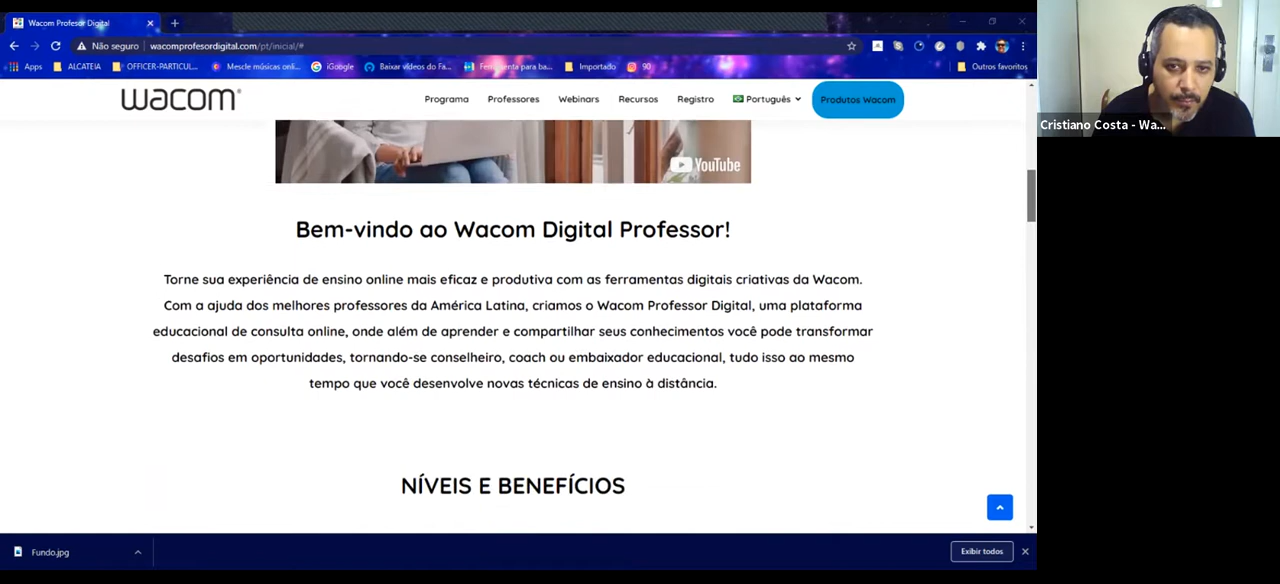 Wacom Profesor Digital
Não seguro wacomprofesordigital.com/pt/inicial/#
Apps ALCATEIA OFFICER-PARTICUL... Mescle músicas onli... iGoogle Baixar vídeos do Fa... Ferramenta para ba... Importado 90 Outros favoritos
wacom
Programa Professores Webinars Recursos Registro Português Produtos Wacom
Cristiano Costa - Wa...
YouTube
Bem-vindo ao Wacom Digital Professor!
Torne sua experiência de ensino online mais eficaz e produtiva com as ferramentas digitais criativas da Wacom.
Com a ajuda dos melhores professores da América Latina, criamos o Wacom Professor Digital, uma plataforma
educacional de consulta online, onde além de aprender e compartilhar seus conhecimentos você pode transformar
desafios em oportunidades, tornando-se conselheiro, coach ou embaixador educacional, tudo isso ao mesmo
tempo que você desenvolve novas técnicas de ensino à distância.
NÍVEIS E BENEFÍCIOS
Fundo.jpg
Exibir todos